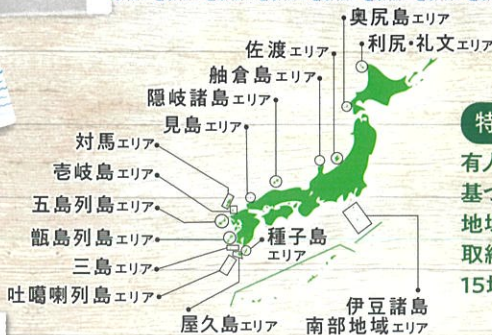 奥尻島エリア
利尻・礼文エリア
佐渡エリア
舳倉島エリア
隠岐諸島エリア
見島エリア
対馬エリア
壱岐島エリア
五島列島エリア
甑島列島エリア
三島エリア
吐噶喇列島エリア
屋久島エリア
種子島
エリア
伊豆諸島
南部地域エリア
特
有人
基づ
地域
取組
15地